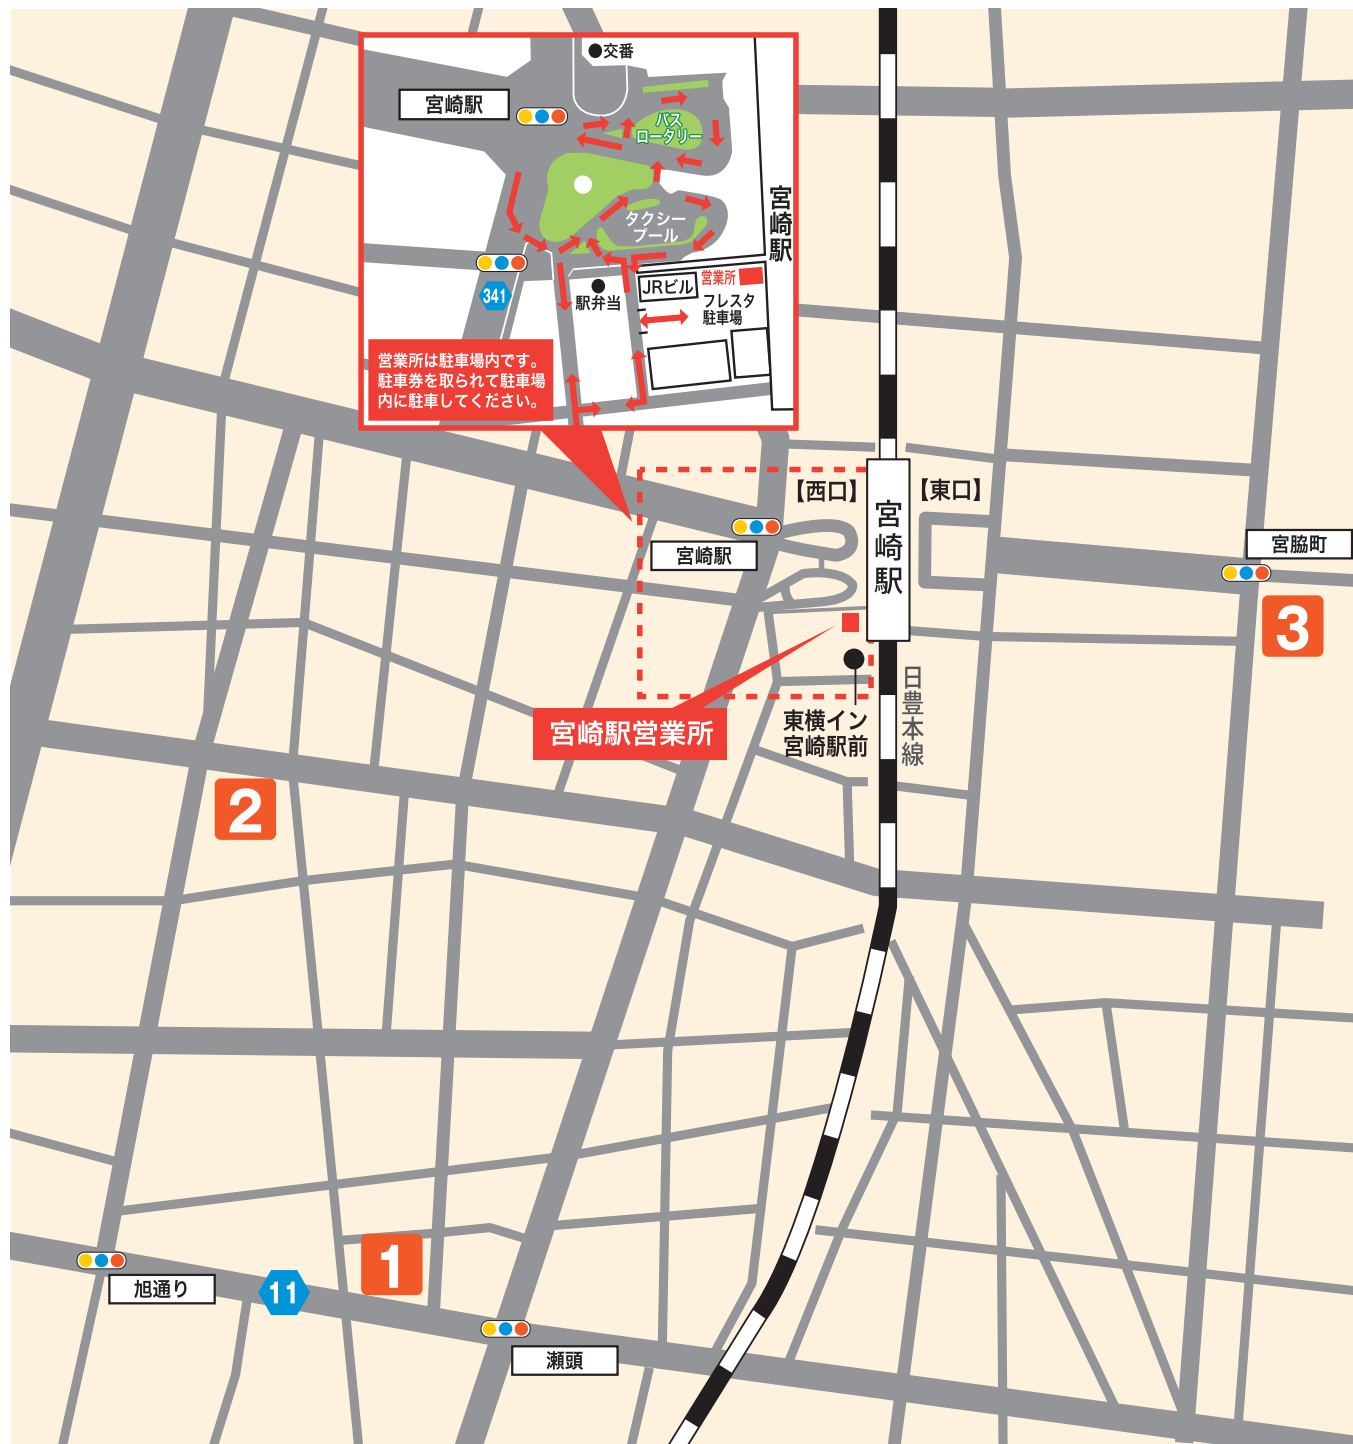 交番
宮崎駅
バス
ロータリー
宮崎駅
タクシー
プール
341
駅弁当
JRビル
営業所
フレスタ
駐車場
営業所は駐車場内です。
駐車券を取られて駐車場
内に駐車してください。
【西口】
【東口】
宮崎駅
宮崎駅
宮脇町
3
東横イン
宮崎駅前
日豊本線
宮崎駅営業所
2
1
旭通り
11
瀬頭